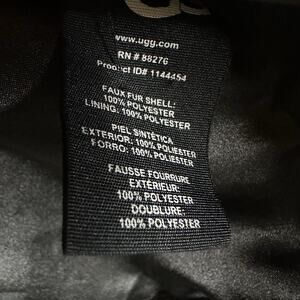 www.ugg.com
RN # 88276
Product ID# 1144454
FAUX FUR SHELL:
100% POLYESTER
LINING: 100% POLYESTER
PIEL SINTÉTICA
EXTERIOR: 100% POLIESTER
FORRO: 100% POLIESTER
FAUSSE FOURRURE
EXTÉRIEUR:
100% POLYESTER
DOUBLURE:
100% POLYESTER